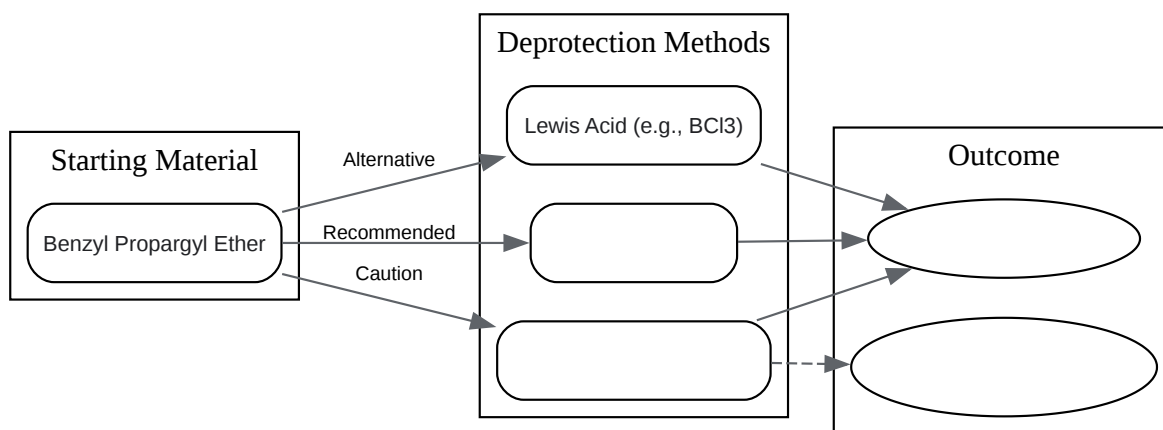 Deprotection Methods
Lewis Acid (e.g., BCl3)
Starting Material
Benzyl Propargyl Ether
Alternative
Recommended
Caution
Outcome